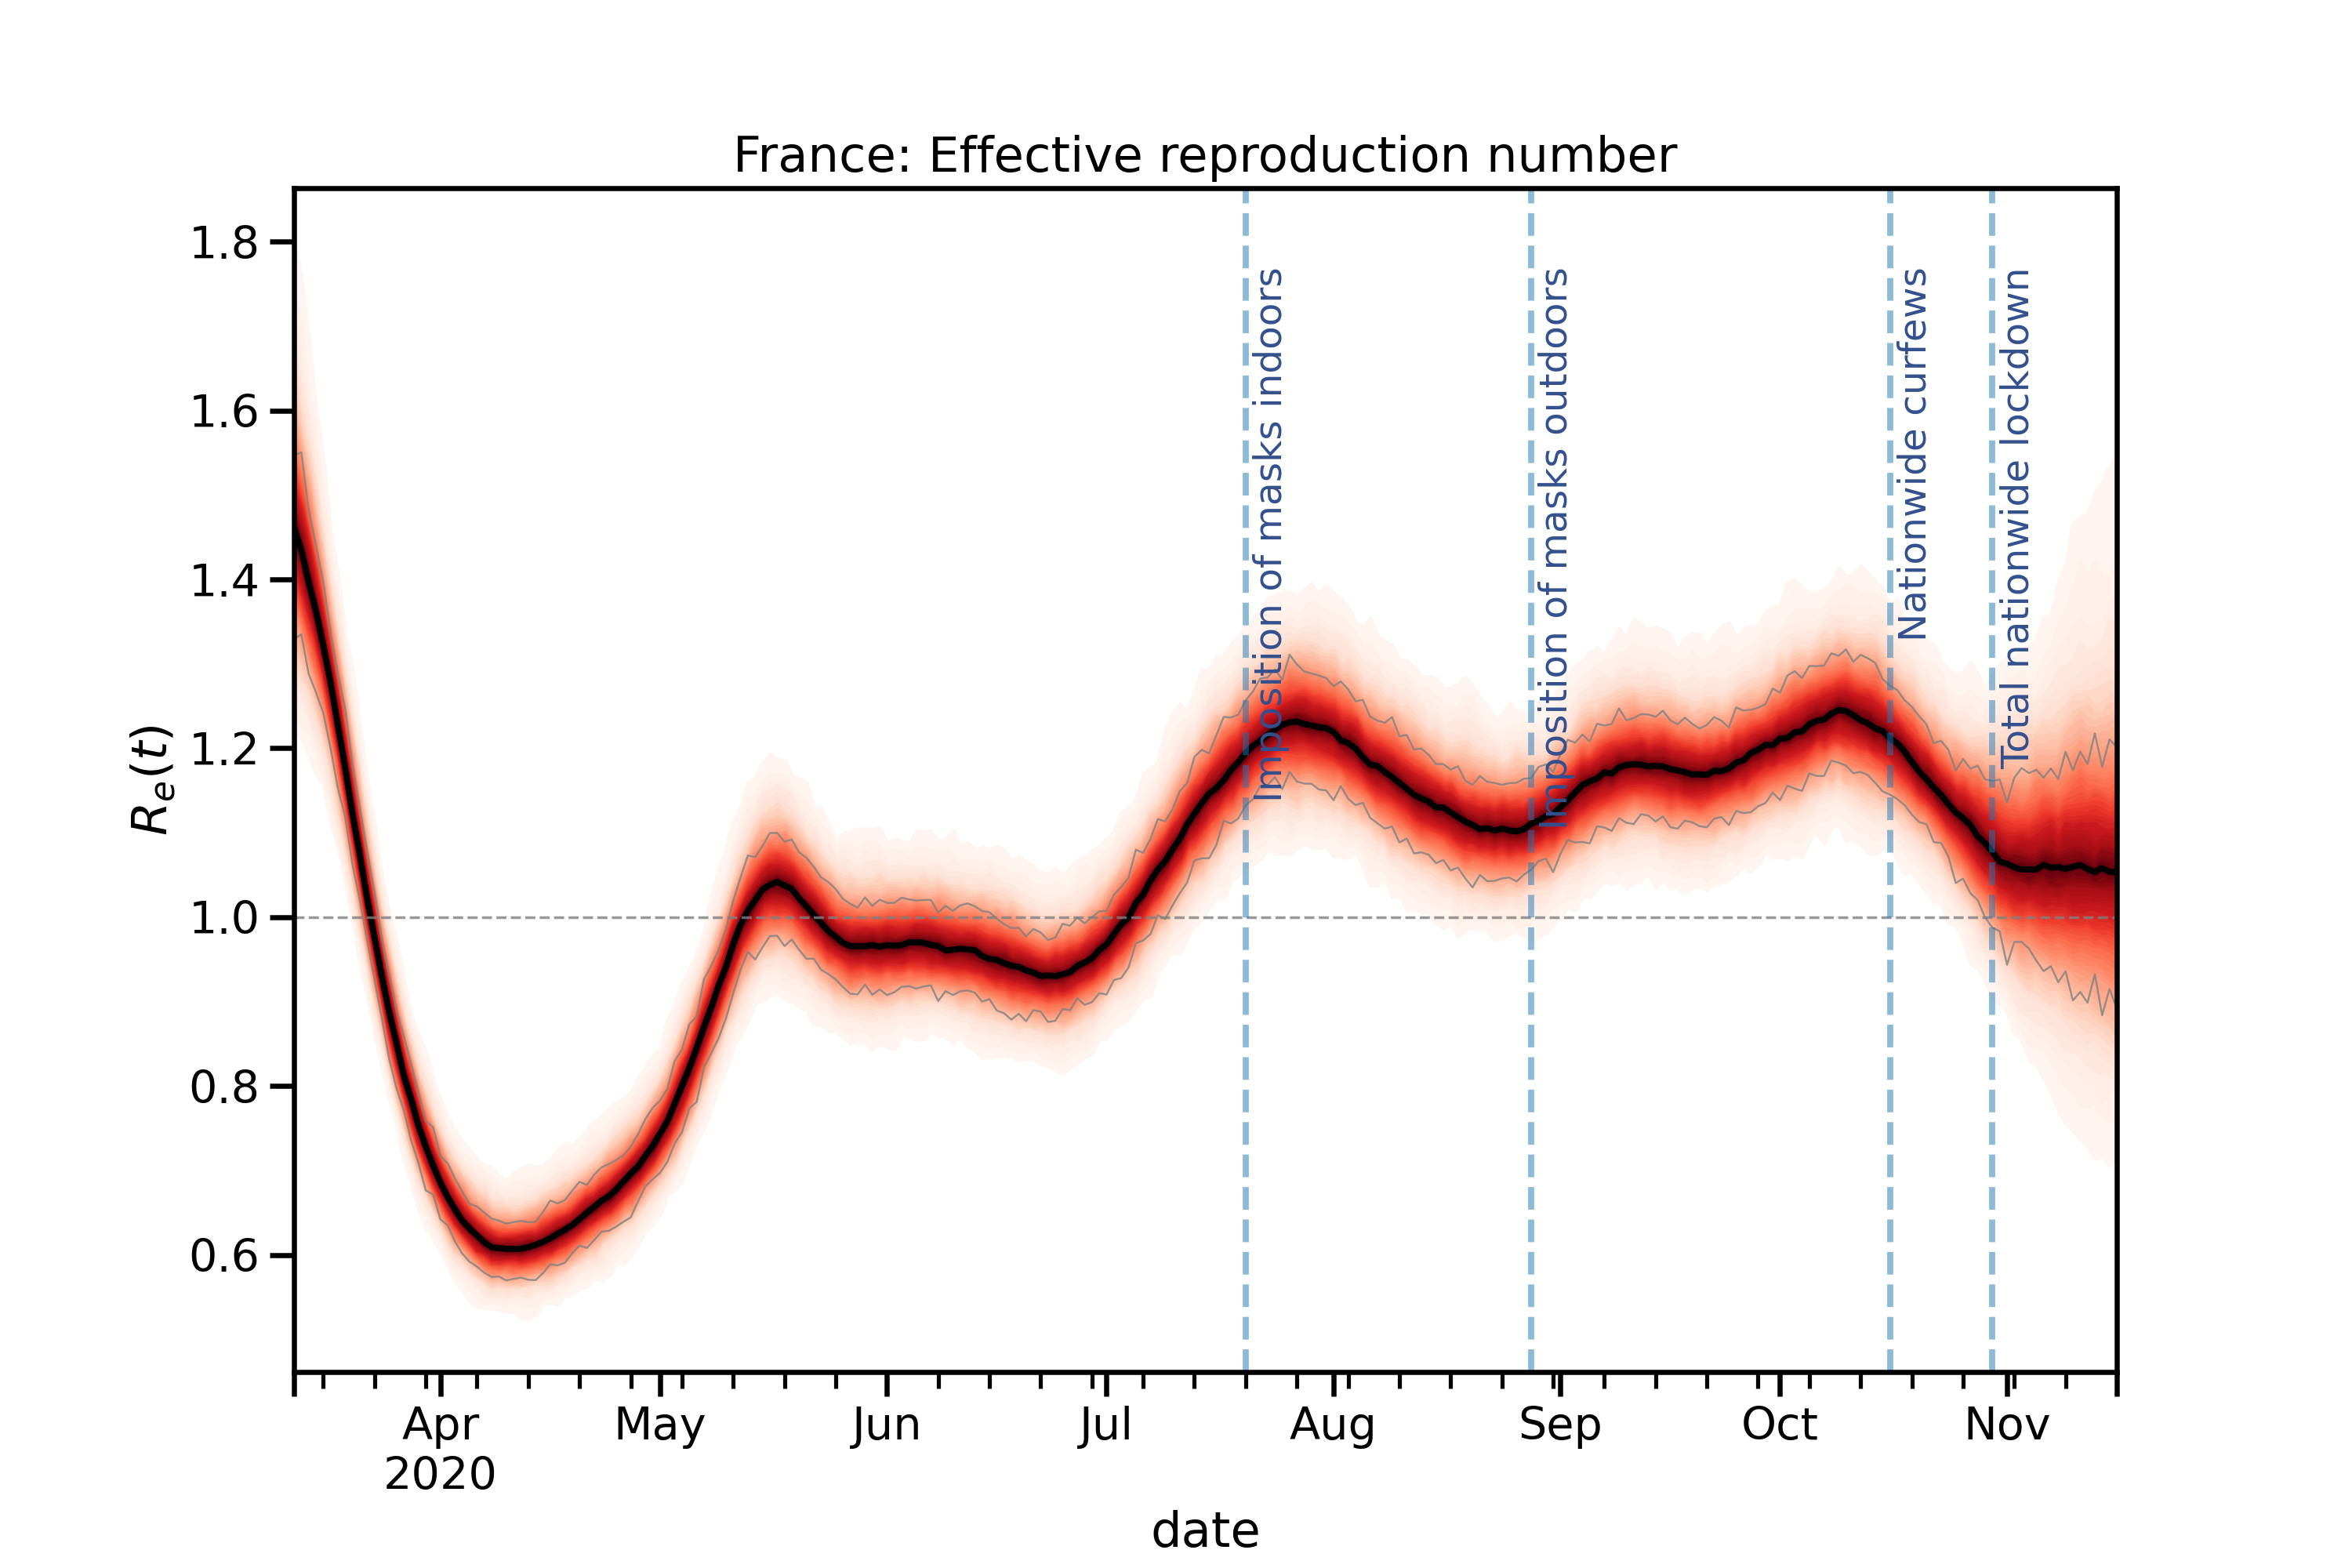 France: Effective reproduction number
1.8
1.6
1.4
1.2
1.0
0.8
0.6
Re(t)
Imposition of masks indoors
Imposition of masks outdoors
Nationwide curfews
Total nationwide lockdown
Apr
2020
May
Jun
Jul
Aug
Sep
Oct
Nov
date